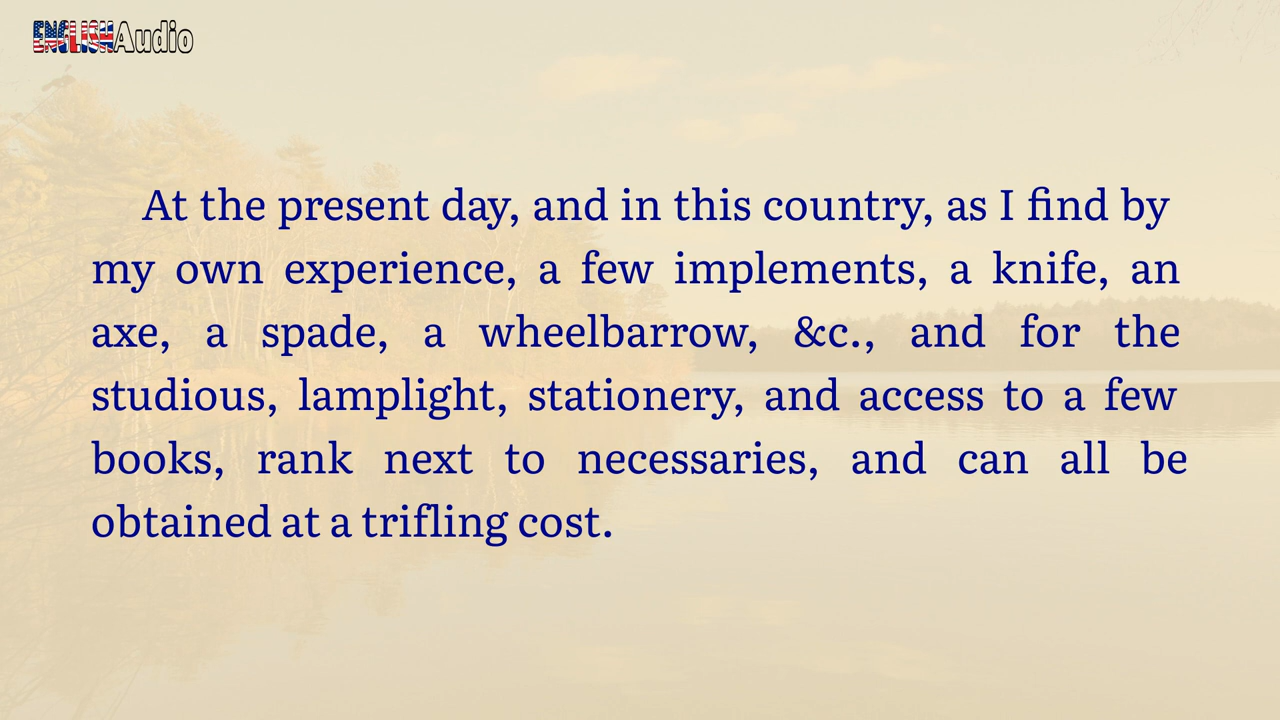 ENGLISHAudio
At the present day, and in this country, as I find by
my own experience, a few implements, a knife, an
axe, a spade, a wheelbarrow, &c., and for the
studious, lamplight, stationery, and access to a few
books, rank next to necessaries, and can all be
obtained at a trifling cost.